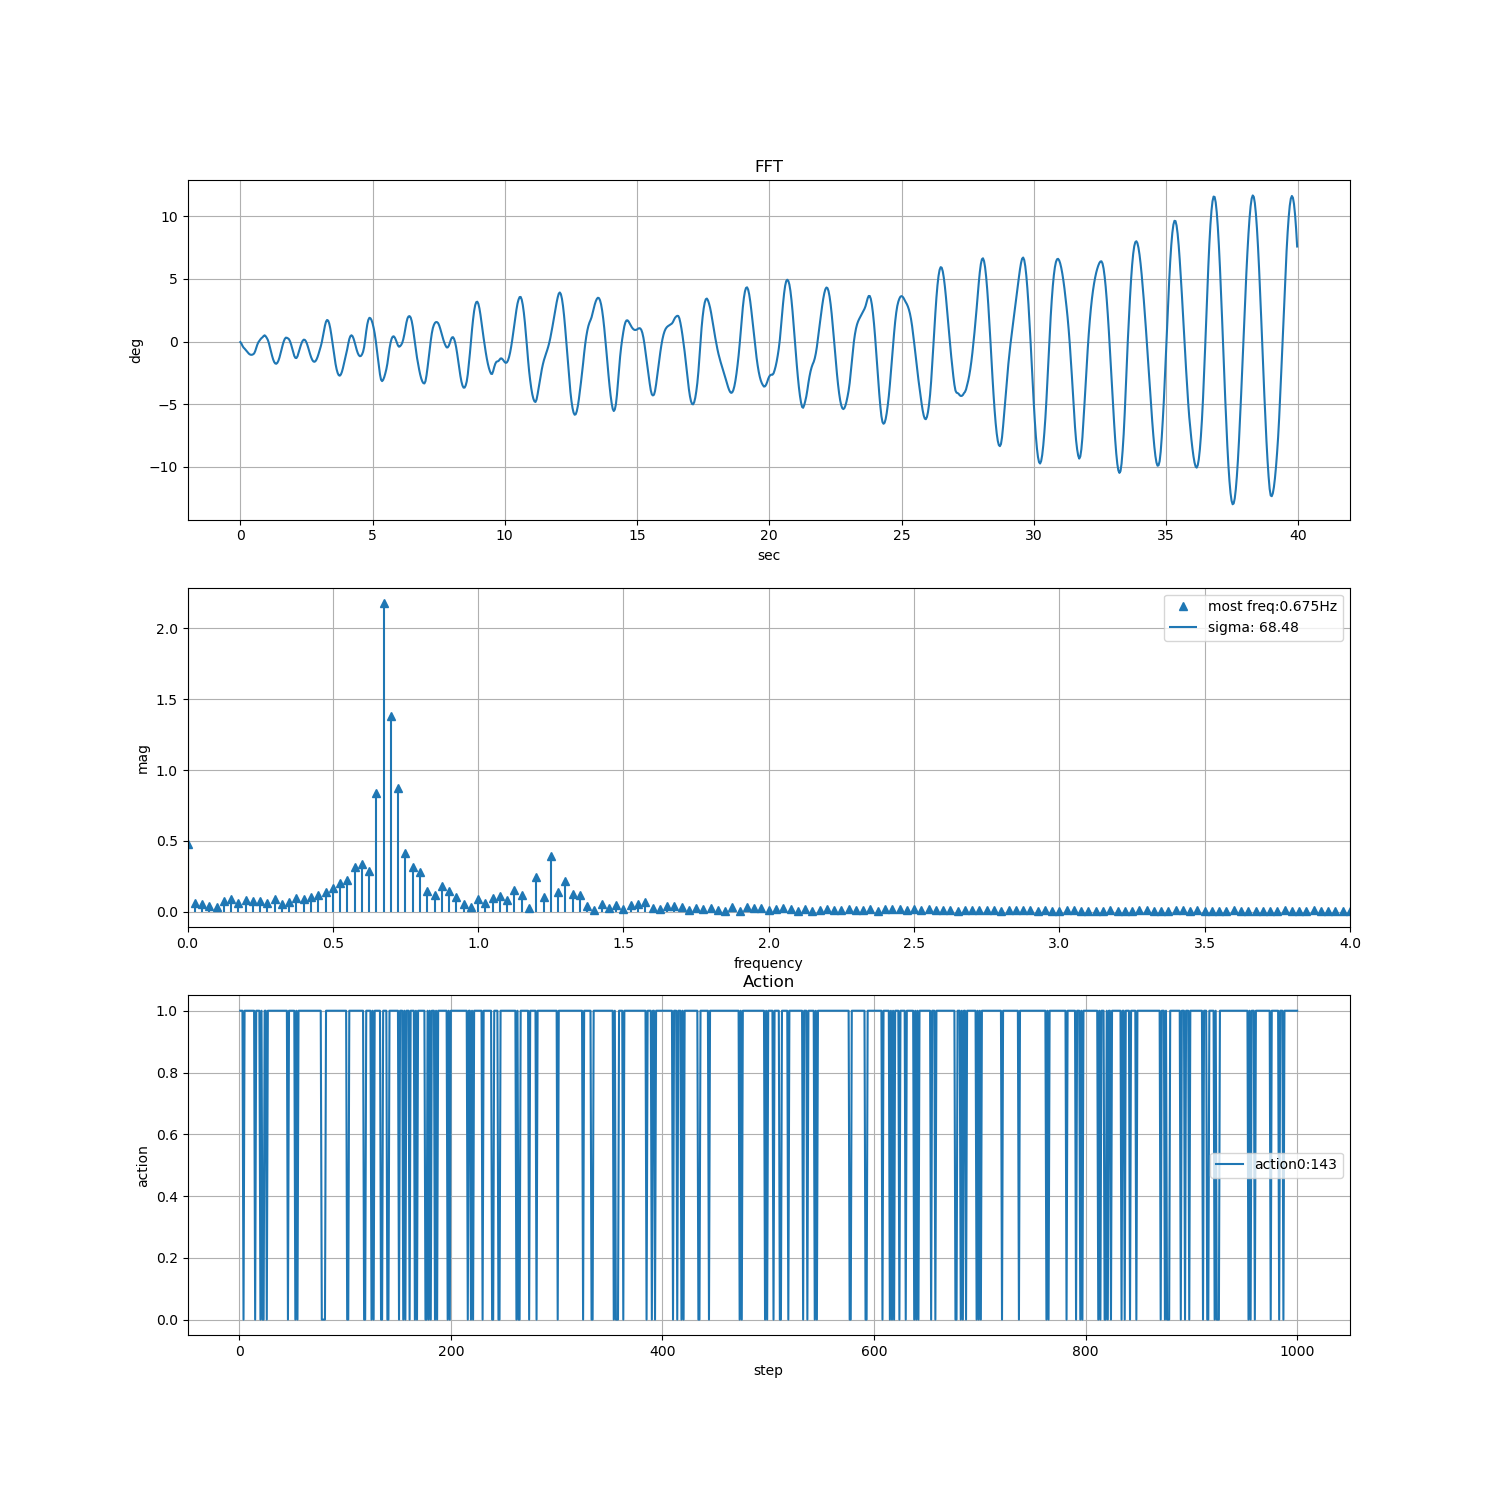 FFT
10
5
0
−5
−10
deg
0 5 10 15 20 25 30 35 40
sec
most freq:0.675Hz
sigma: 68.48
2.0
1.5
1.0
0.5
0.0
mag
0.0 0.5 1.0 1.5 2.0 2.5 3.0 3.5 4.0
frequency
Action
1.0
0.8
0.6
0.4
0.2
0.0
action
action0:143
0 200 400 600 800 1000
step